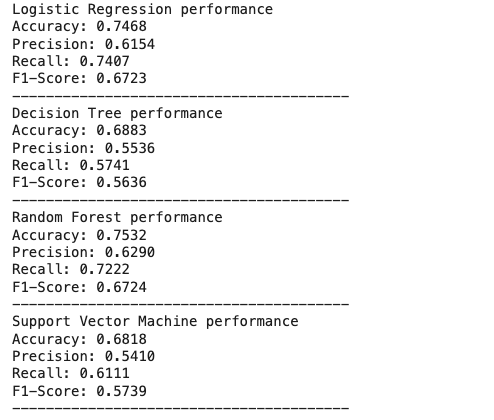 Logistic Regression performance
Accuracy: 0.7468
Precision: 0.6154
Recall: 0.7407
F1-Score: 0.6723
----------------------------------------
Decision Tree performance
Accuracy: 0.6883
Precision: 0.5536
Recall: 0.5741
F1-Score: 0.5636
----------------------------------------
Random Forest performance
Accuracy: 0.7532
Precision: 0.6290
Recall: 0.7222
F1-Score: 0.6724
----------------------------------------
Support Vector Machine performance
Accuracy: 0.6818
Precision: 0.5410
Recall: 0.6111
F1-Score: 0.5739
----------------------------------------